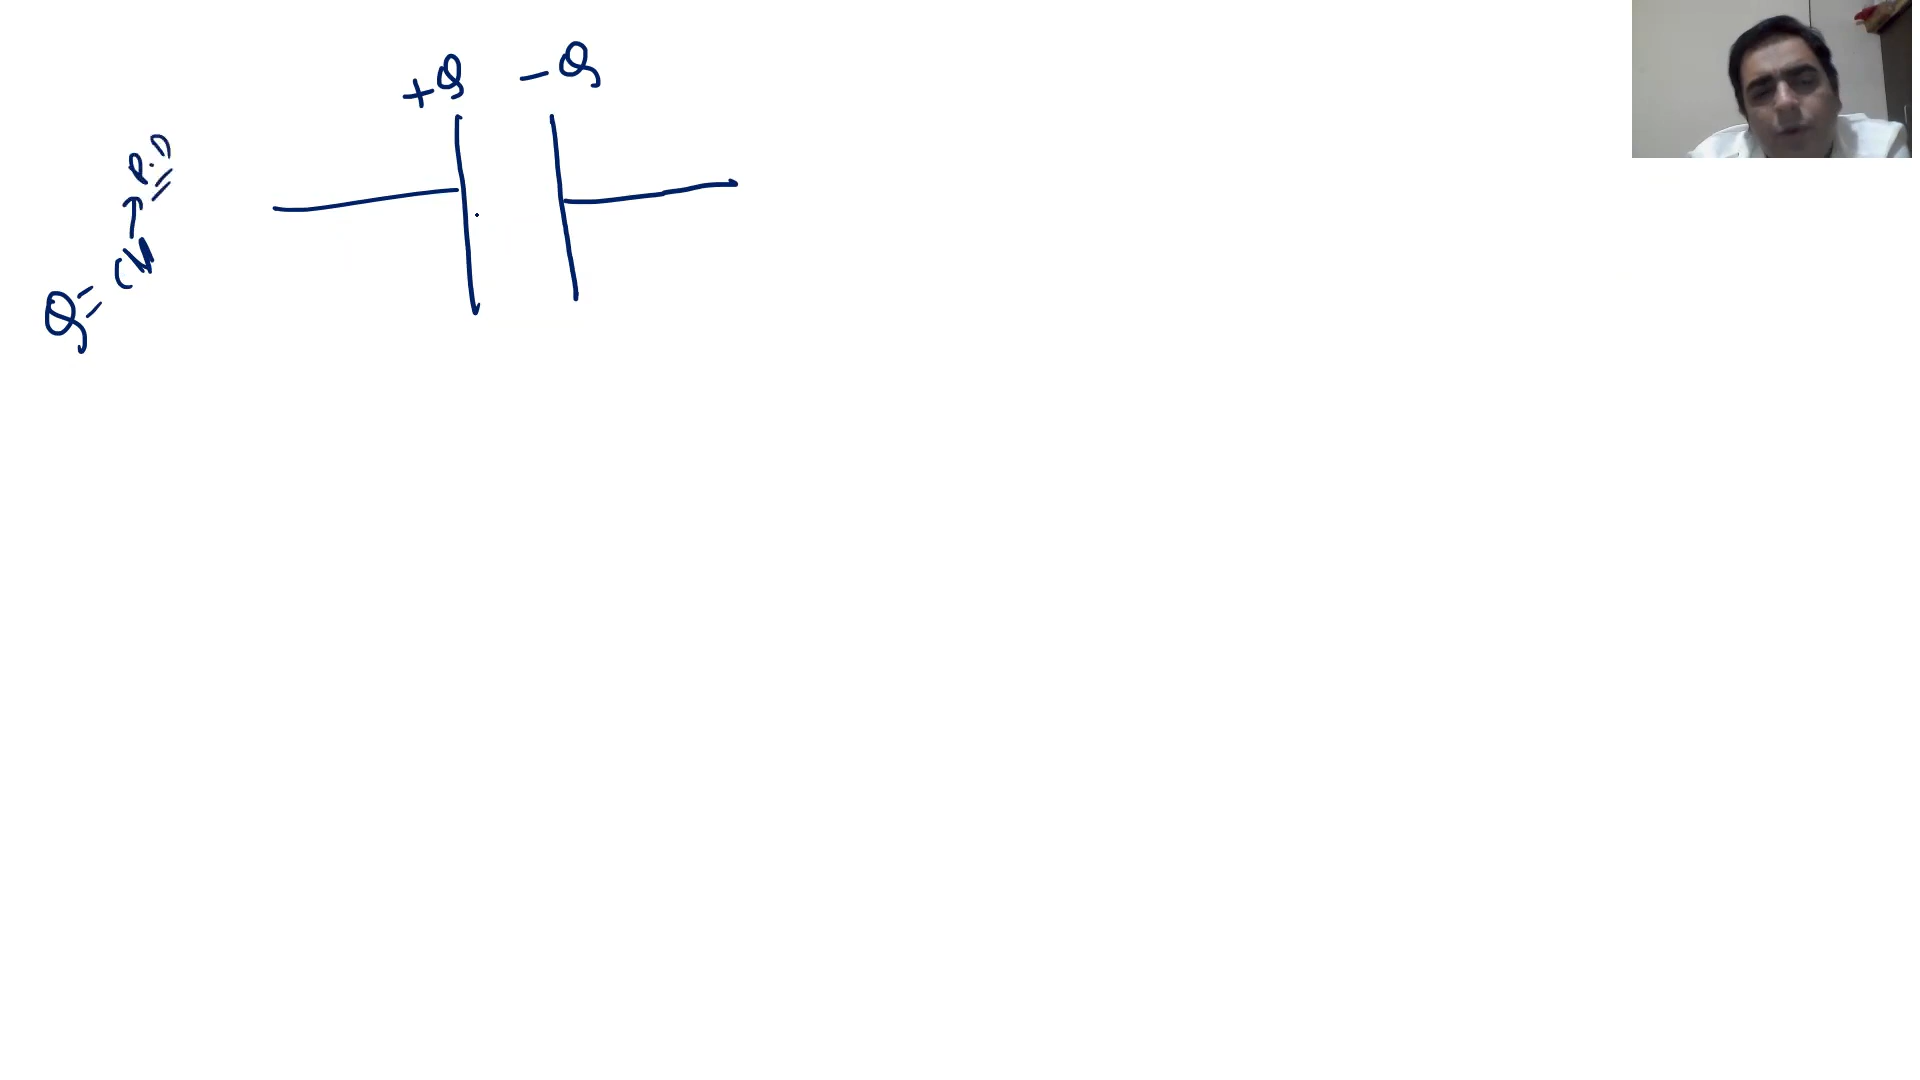 +Q -Q
P.D
↑
Q = CV